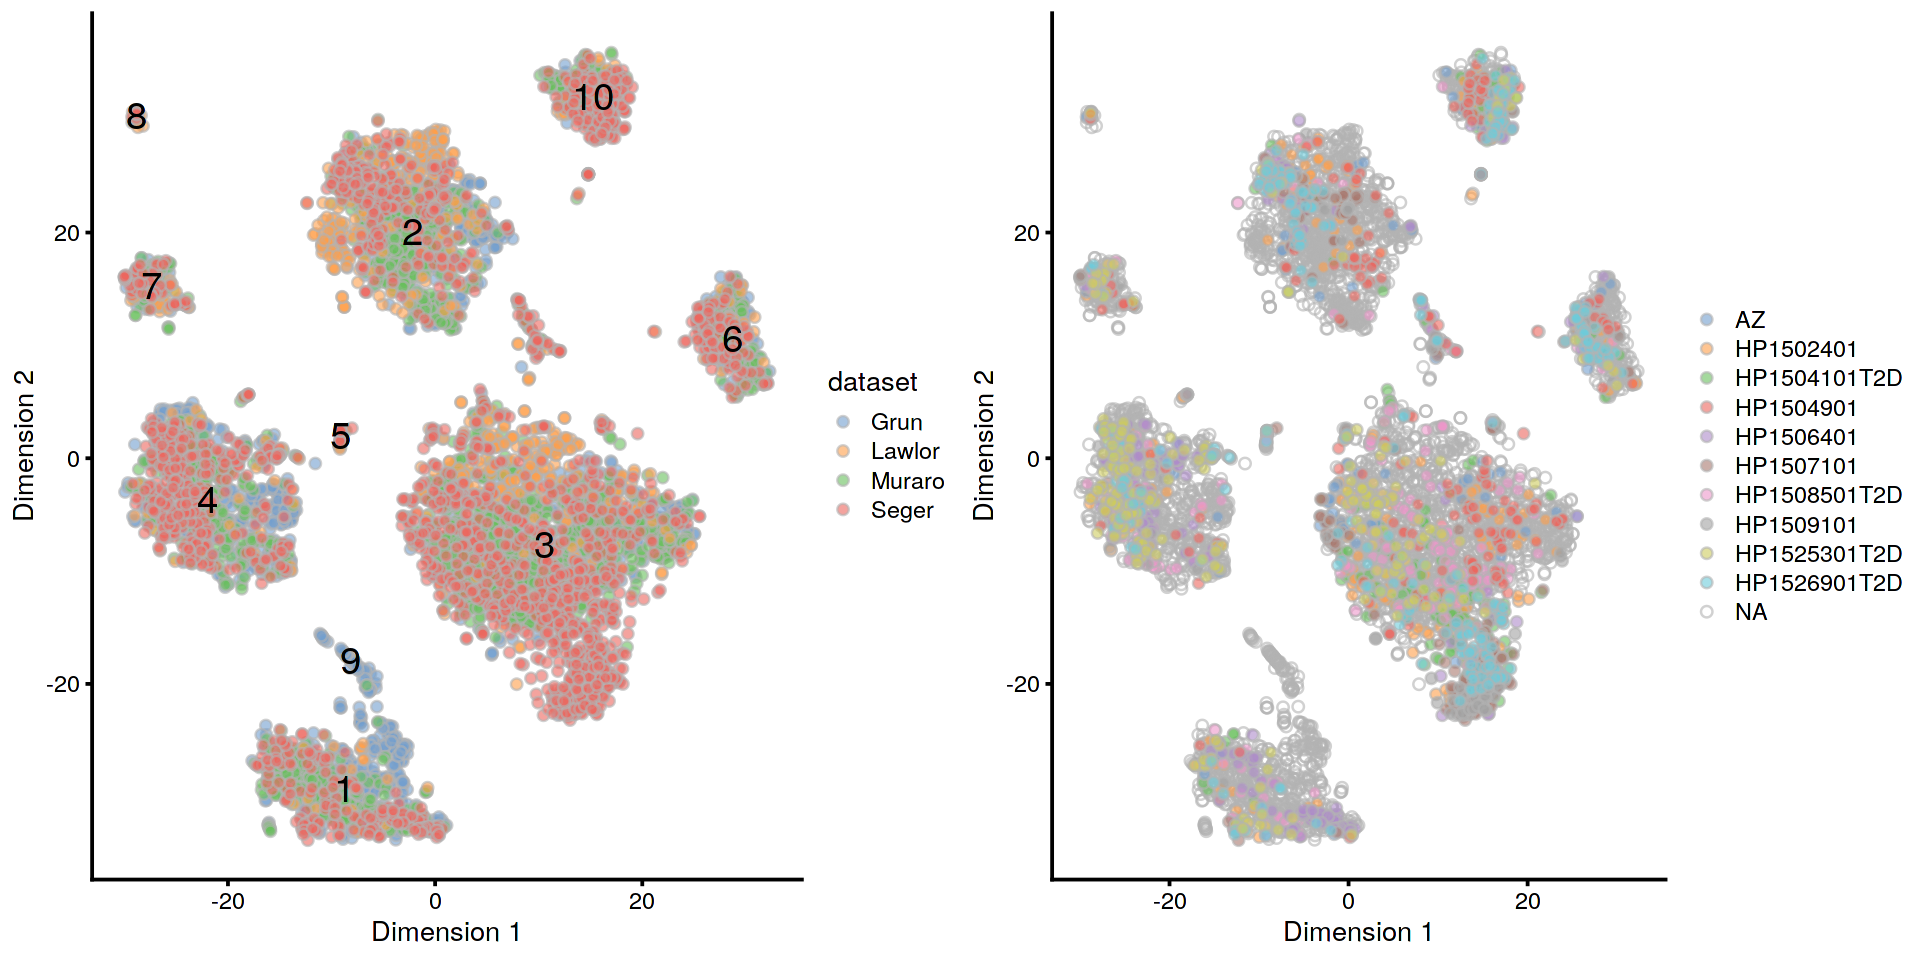 8
10
2
7
6
5
4
3
9
1
20
0
-20
-20
0
20
Dimension 1
Dimension 2
dataset
Grun
Lawlor
Muraro
Seger
20
0
-20
-20
0
20
Dimension 1
Dimension 2
AZ
HP1502401
HP1504101T2D
HP1504901
HP1506401
HP1507101
HP1508501T2D
HP1509101
HP1525301T2D
HP1526901T2D
NA